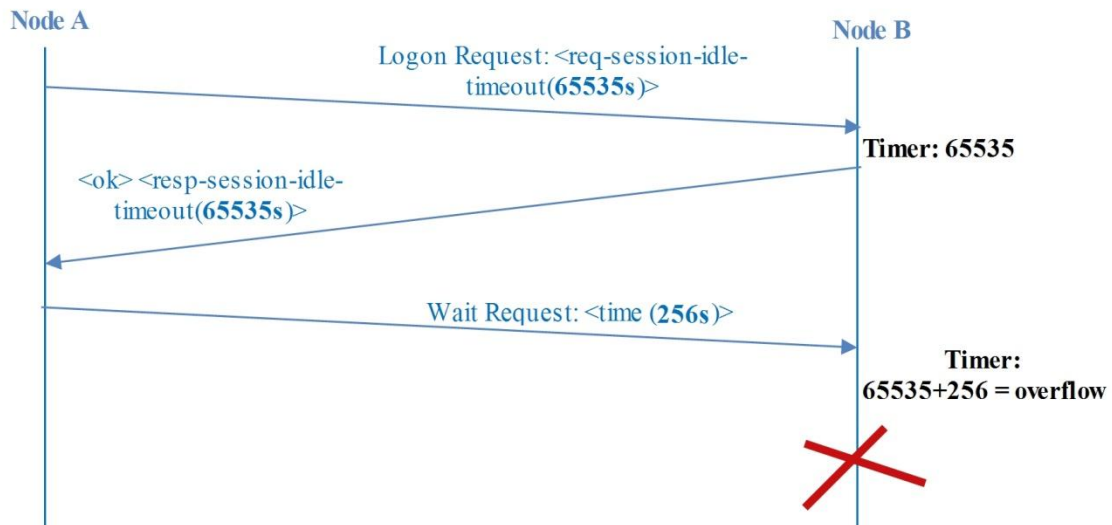 Node A
Node B
Logon Request: <req-session-idle-
timeout(65535s)>
Timer: 65535
<ok> <resp-session-idle-
timeout(65535s)>
Wait Request: <time (256s)>
Timer:
65535+256 = overflow